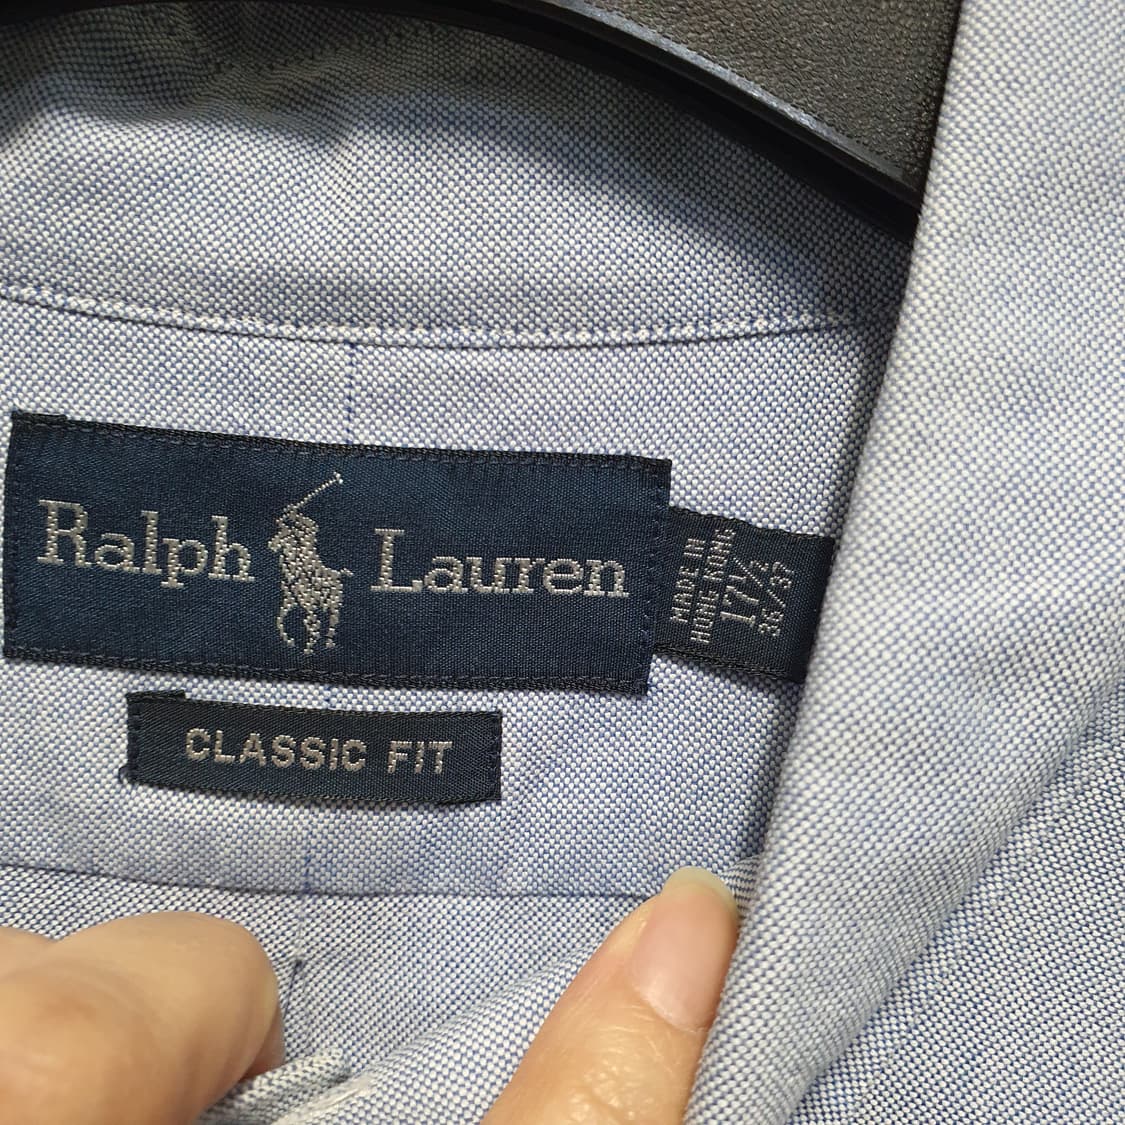 Ralph Lauren
MADE IN
HONG KONG
17½
36/37
CLASSIC FIT